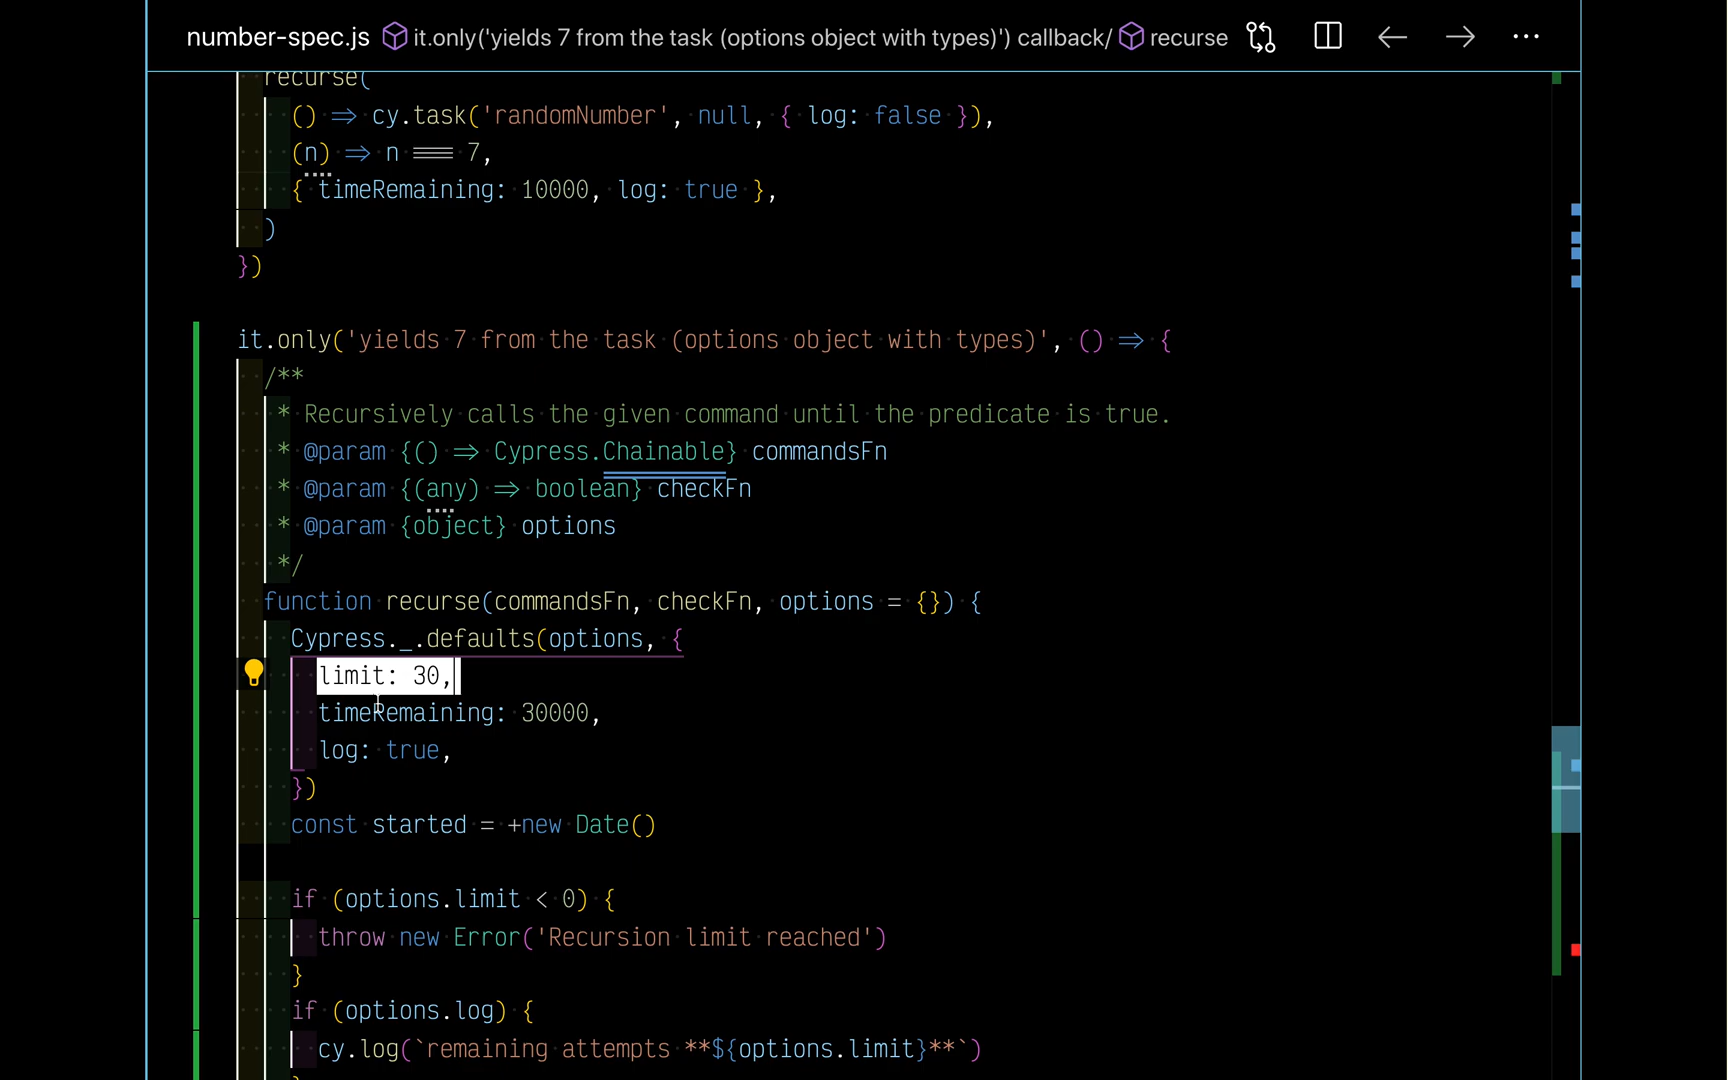 number-spec.js it.only('yields 7 from the task (options object with types)') callback/ recurse
recurse(
() => cy.task('randomNumber', null, { log: false }),
(n) => n === 7,
{ timeRemaining: 10000, log: true },
)
})
it.only('yields 7 from the task (options object with types)', () => {
/**
* Recursively calls the given command until the predicate is true.
* @param {() => Cypress.Chainable} commandsFn
* @param {(any) => boolean} checkFn
* @param {object} options
*/
function recurse(commandsFn, checkFn, options = {}) {
Cypress._.defaults(options, {
limit: 30,
timeRemaining: 30000,
log: true,
})
const started = +new Date()
if (options.limit < 0) {
throw new Error('Recursion limit reached')
}
if (options.log) {
cy.log(`remaining attempts **${options.limit}**`)
}